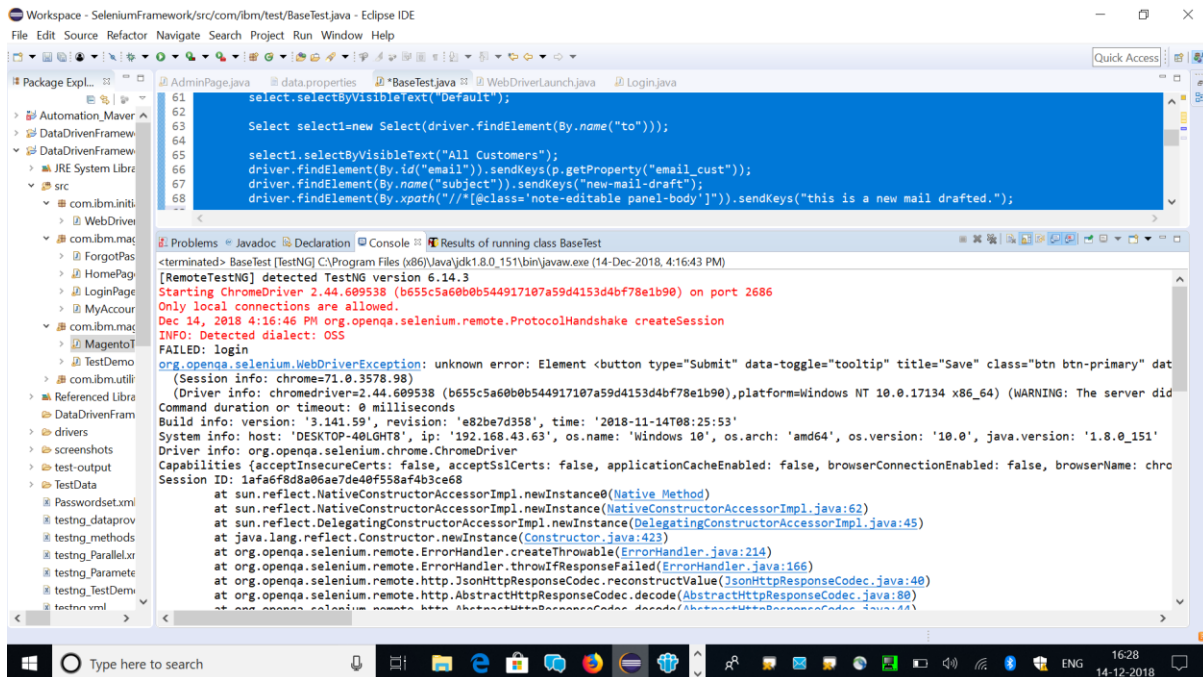 Workspace - SeleniumFramework/src/com/ibm/test/BaseTest.java - Eclipse IDE
File Edit Source Refactor Navigate Search Project Run Window Help
Quick Access
Package Expl...
AdminPage.java data.properties *BaseTest.java WebDriverLaunch.java Login.java
Automation_Maver
DataDrivenFramew
DataDrivenFramew
JRE System Libra
src
com.ibm.initi
WebDriver
com.ibm.mag
ForgotPas
HomePag
LoginPage
MyAccour
com.ibm.mag
MagentoT
TestDemo
com.ibm.utili
Referenced Libra
DataDrivenFram
drivers
screenshots
test-output
TestData
Passwordset.xml
testng_dataprov
testng_methods
testng_Parallel.xr
testng_Paramete
testng_TestDem
testng.xml
61 select.selectByVisibleText("Default");
62
63 Select select1=new Select(driver.findElement(By.name("to")));
64
65 select1.selectByVisibleText("All Customers");
66 driver.findElement(By.id("email")).sendKeys(p.getProperty("email_cust"));
67 driver.findElement(By.name("subject")).sendKeys("new-mail-draft");
68 driver.findElement(By.xpath("//*[@class='note-editable panel-body']")).sendKeys("this is a new mail drafted.");
Problems Javadoc Declaration Console Results of running class BaseTest
<terminated> BaseTest [TestNG] C:\Program Files (x86)\Java\jdk1.8.0_151\bin\javaw.exe (14-Dec-2018, 4:16:43 PM)
[RemoteTestNG] detected TestNG version 6.14.3
Starting ChromeDriver 2.44.609538 (b655c5a60b0b544917107a59d4153d4bf78e1b90) on port 2686
Only local connections are allowed.
Dec 14, 2018 4:16:46 PM org.openqa.selenium.remote.ProtocolHandshake createSession
INFO: Detected dialect: OSS
FAILED: login
org.openqa.selenium.WebDriverException: unknown error: Element <button type="Submit" data-toggle="tooltip" title="Save" class="btn btn-primary" dat
(Session info: chrome=71.0.3578.98)
(Driver info: chromedriver=2.44.609538 (b655c5a60b0b544917107a59d4153d4bf78e1b90),platform=Windows NT 10.0.17134 x86_64) (WARNING: The server did
Command duration or timeout: 0 milliseconds
Build info: version: '3.141.59', revision: 'e82be7d358', time: '2018-11-14T08:25:53'
System info: host: 'DESKTOP-40LGHT8', ip: '192.168.43.63', os.name: 'Windows 10', os.arch: 'amd64', os.version: '10.0', java.version: '1.8.0_151'
Driver info: org.openqa.selenium.chrome.ChromeDriver
Capabilities {acceptInsecureCerts: false, acceptSslCerts: false, applicationCacheEnabled: false, browserConnectionEnabled: false, browserName: chro
Session ID: 1afa6f8d8a06ae7de40f558af4b3ce68
at sun.reflect.NativeConstructorAccessorImpl.newInstance0(Native Method)
at sun.reflect.NativeConstructorAccessorImpl.newInstance(NativeConstructorAccessorImpl.java:62)
at sun.reflect.DelegatingConstructorAccessorImpl.newInstance(DelegatingConstructorAccessorImpl.java:45)
at java.lang.reflect.Constructor.newInstance(Constructor.java:423)
at org.openqa.selenium.remote.ErrorHandler.createThrowable(ErrorHandler.java:214)
at org.openqa.selenium.remote.ErrorHandler.throwIfResponseFailed(ErrorHandler.java:166)
at org.openqa.selenium.remote.http.JsonHttpResponseCodec.reconstructValue(JsonHttpResponseCodec.java:40)
at org.openqa.selenium.remote.http.AbstractHttpResponseCodec.decode(AbstractHttpResponseCodec.java:80)
at org.openqa.selenium.remote.http.AbstractHttpResponseCodec.decode(AbstractHttpResponseCodec.java:44)
Type here to search
ENG
16:28
14-12-2018